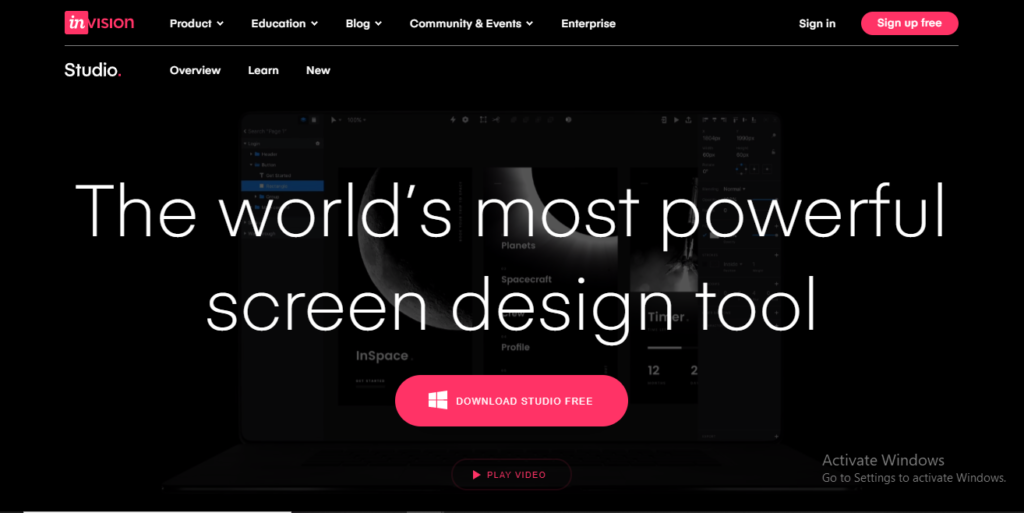 inVISION Product Education Blog Community & Events Enterprise Sign in Sign up free
Studio. Overview Learn New
100%
The world's most powerful
screen design tool
Planets
Spacecraft
Crew
Profile
InSpace
Timer
12 2
DOWNLOAD STUDIO FREE
PLAY VIDEO
Activate Windows
Go to Settings to activate Windows.